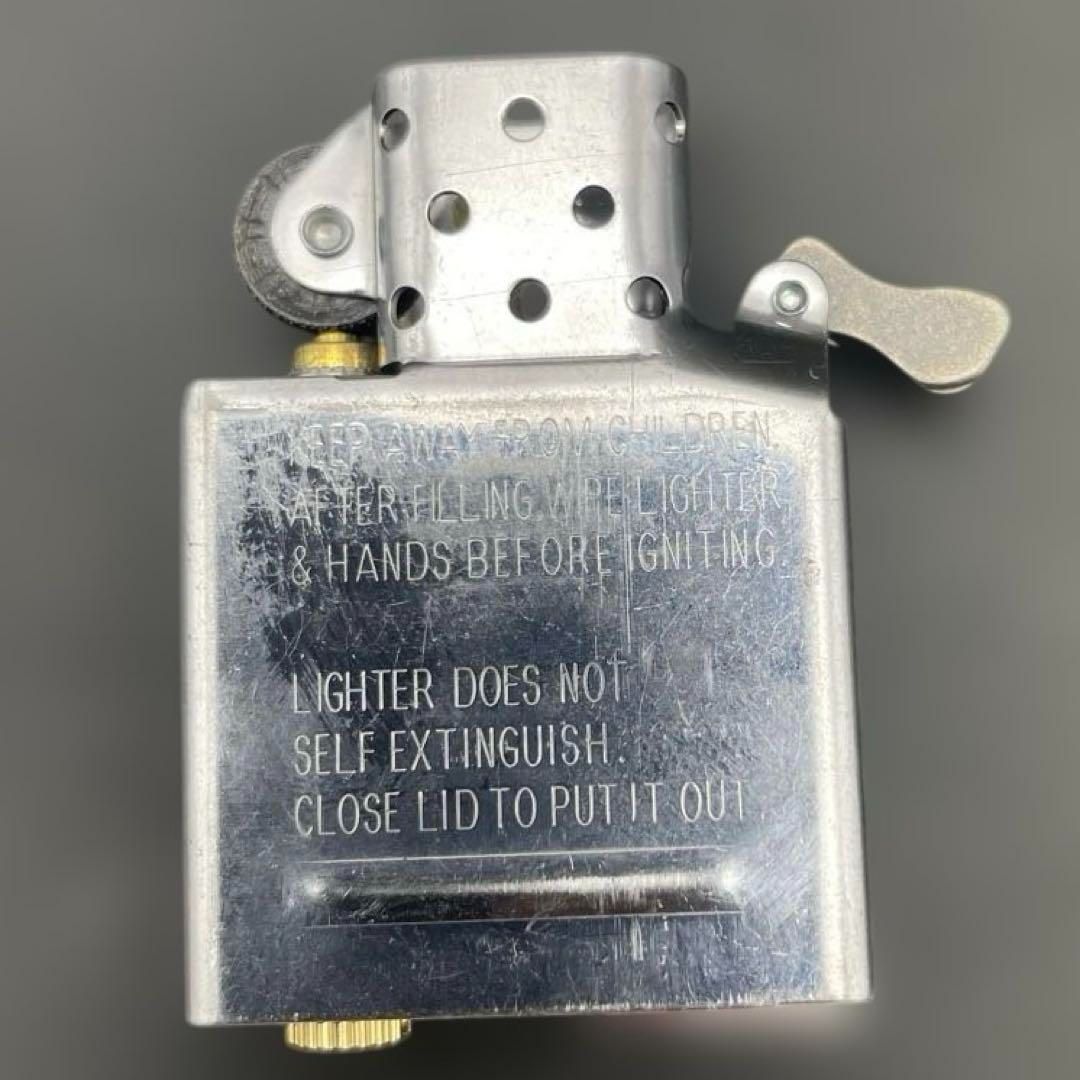 KEEP AWAY FROM CHILDREN.
AFTER FILLING, WIPE LIGHTER
& HANDS BEFORE IGNITING.
LIGHTER DOES NOT
SELF EXTINGUISH.
CLOSE LID TO PUT IT OUT.